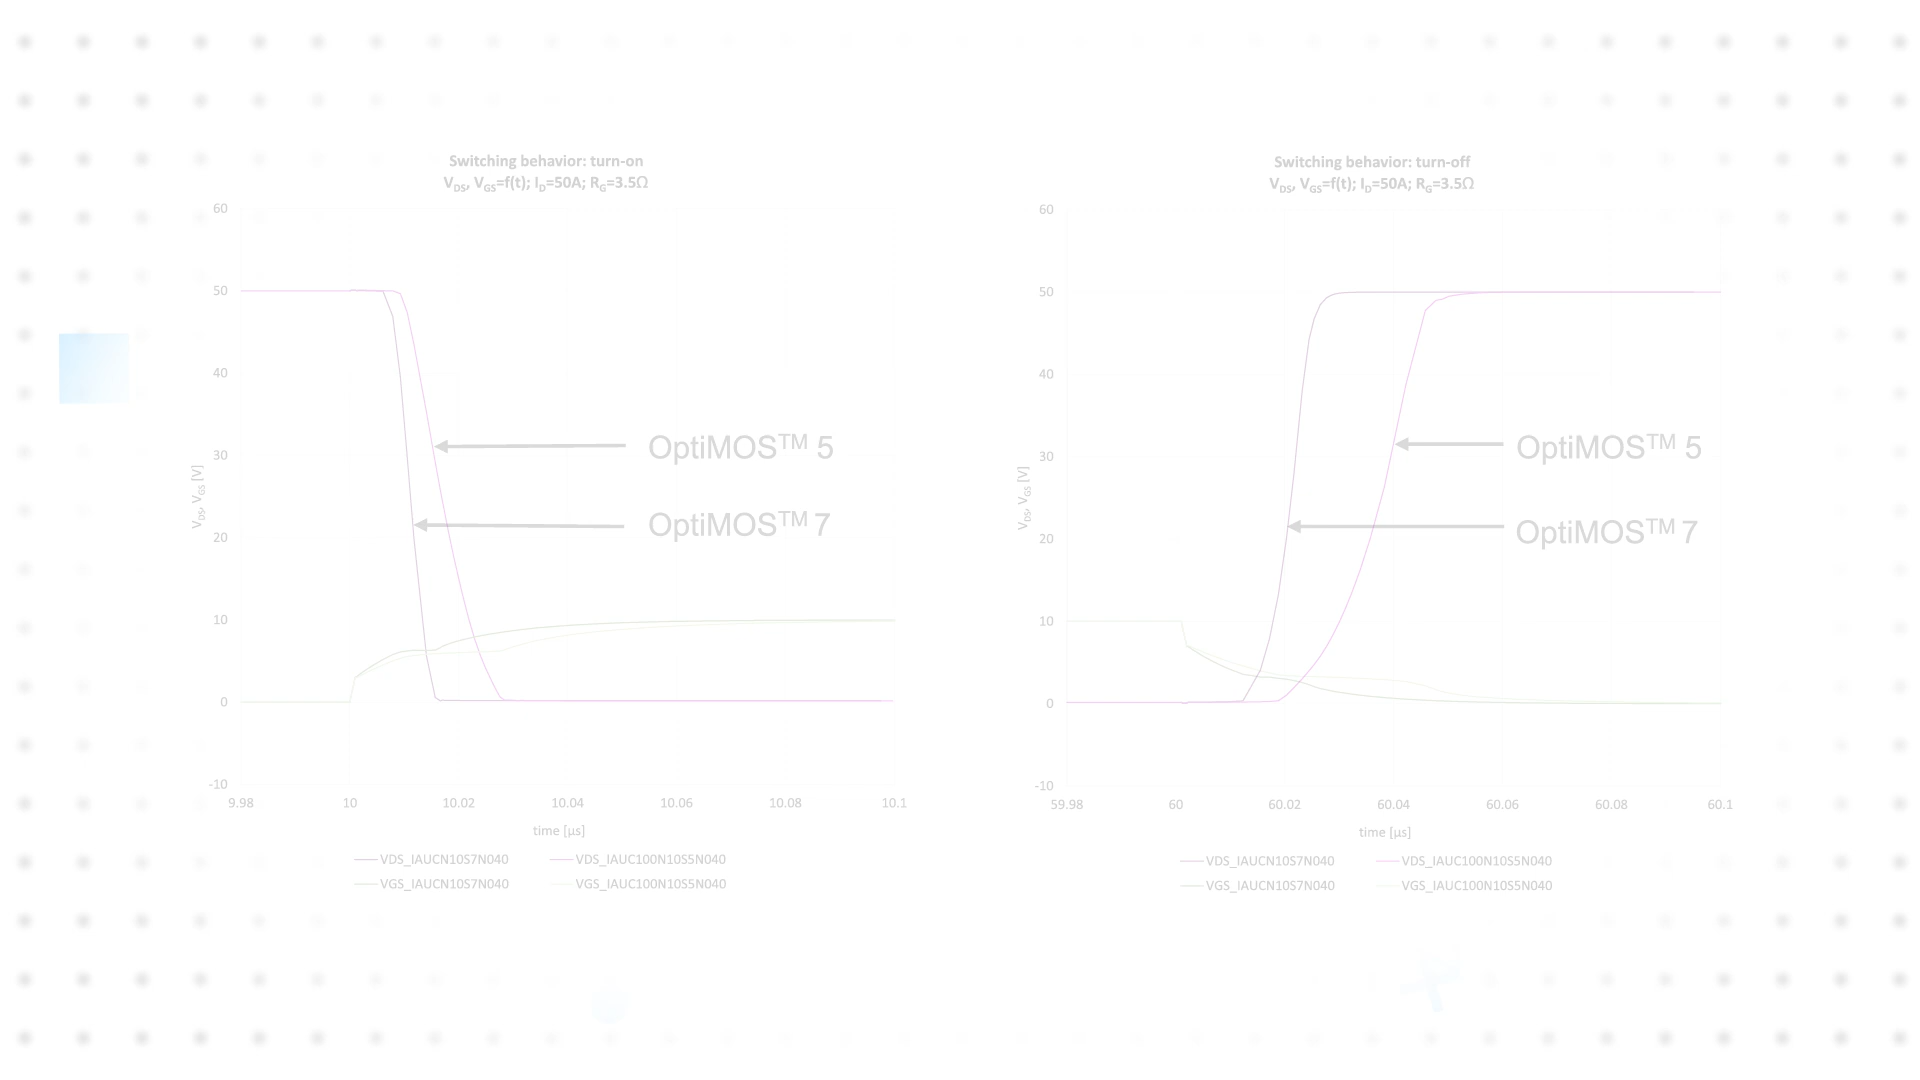 Switching behavior: turn-on
VDS, VGS=f(t); ID=50A; RG=3.5Ω
60
50
40
30
20
10
0
-10
VDS, VGS [V]
9.98 10 10.02 10.04 10.06 10.08 10.1
time [µs]
OptiMOS™ 5
OptiMOS™ 7
VDS_IAUCN10S7N040 VDS_IAUC100N10S5N040
VGS_IAUCN10S7N040 VGS_IAUC100N10S5N040
Switching behavior: turn-off
VDS, VGS=f(t); ID=50A; RG=3.5Ω
60
50
40
30
20
10
0
-10
VDS, VGS [V]
59.98 60 60.02 60.04 60.06 60.08 60.1
time [µs]
OptiMOS™ 5
OptiMOS™ 7
VDS_IAUCN10S7N040 VDS_IAUC100N10S5N040
VGS_IAUCN10S7N040 VGS_IAUC100N10S5N040